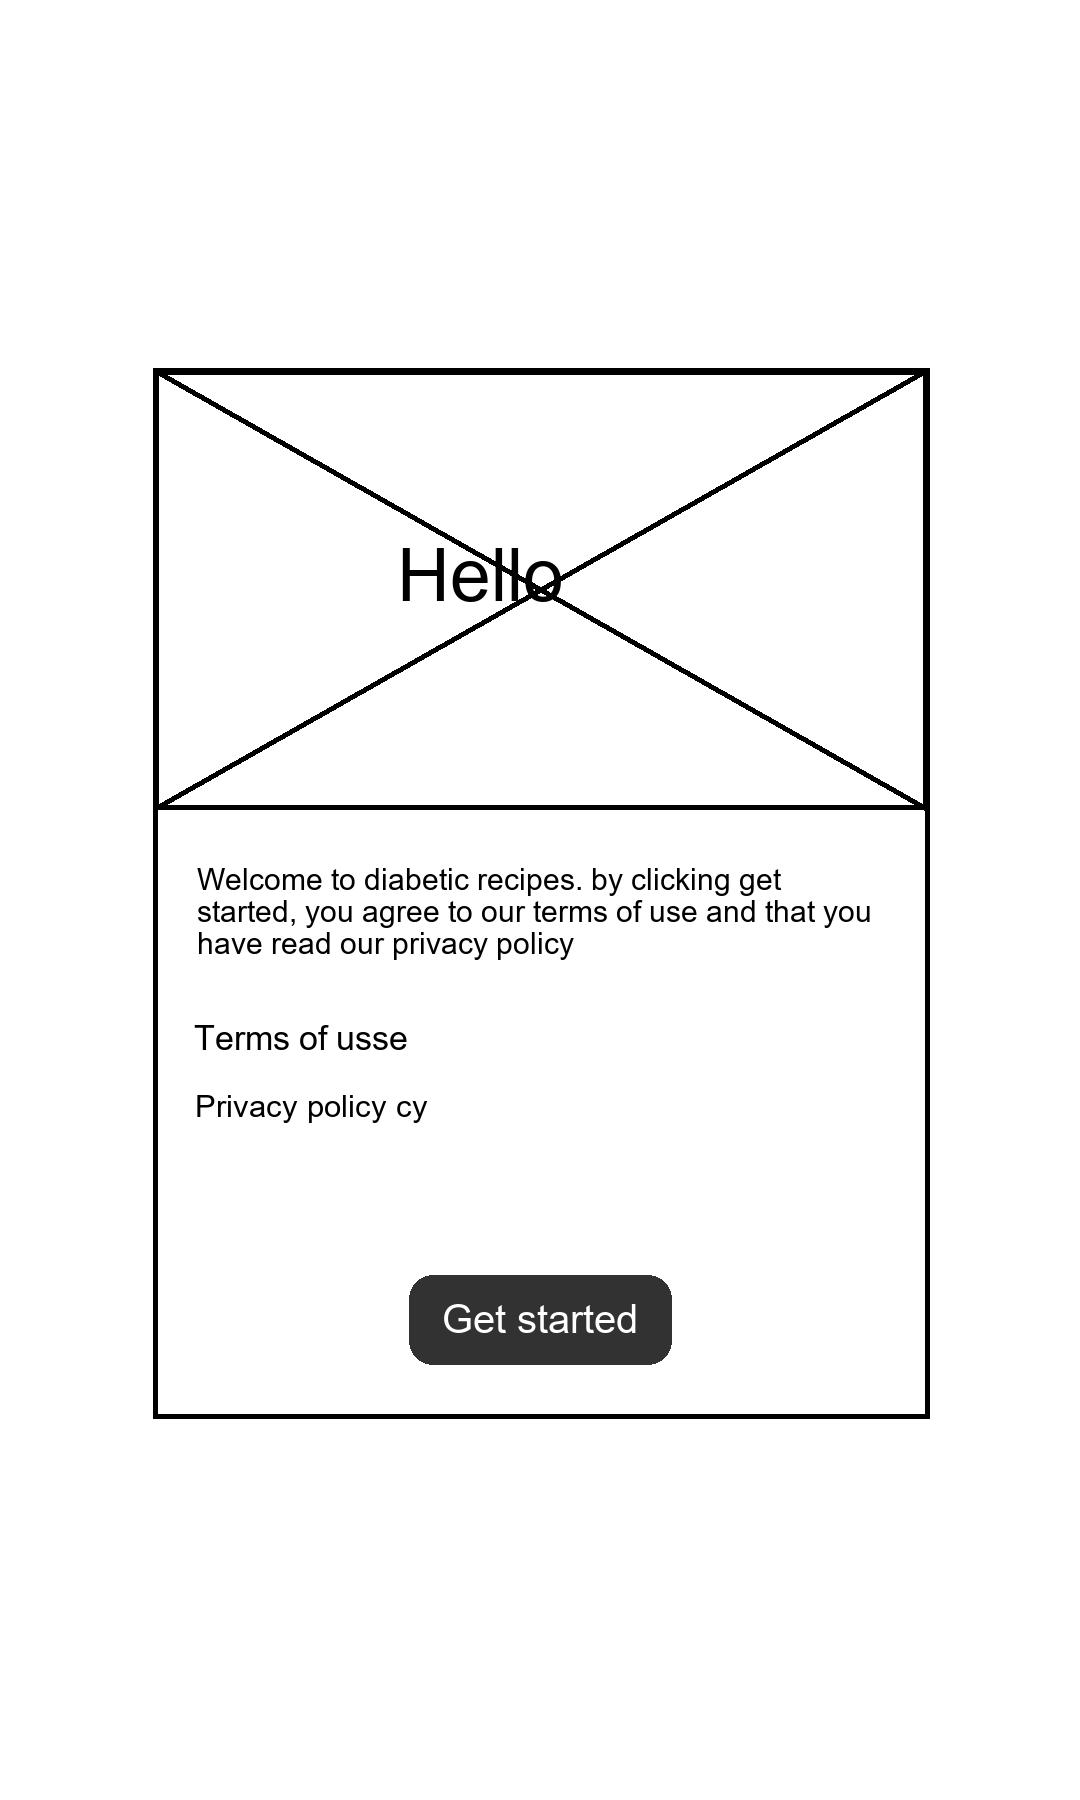 Hello
Welcome to diabetic recipes. by clicking get
started, you agree to our terms of use and that you
have read our privacy policy
Terms of usse
Privacy policy cy
Get started